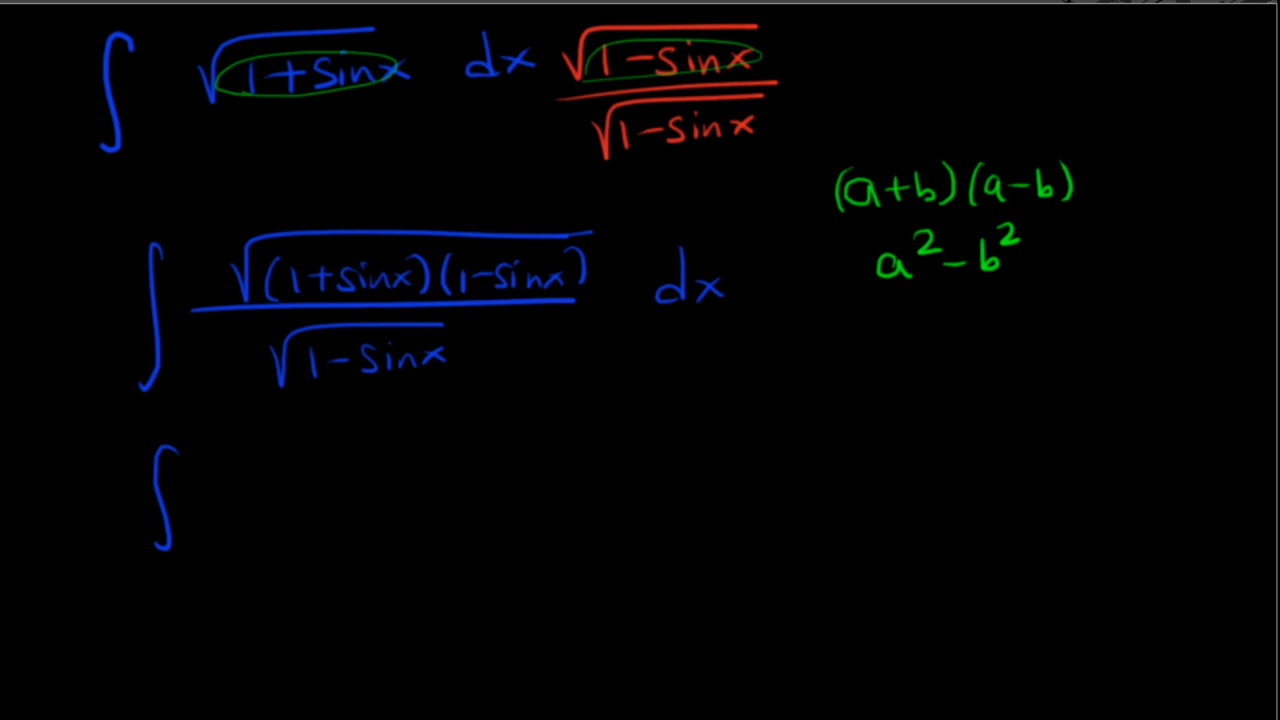 ∫ √(1+sinx) dx √(1-sinx)/√(1-sinx)
(a+b)(a-b)
a²-b²
∫ √((1+sinx)(1-sinx))/√(1-sinx) dx
∫